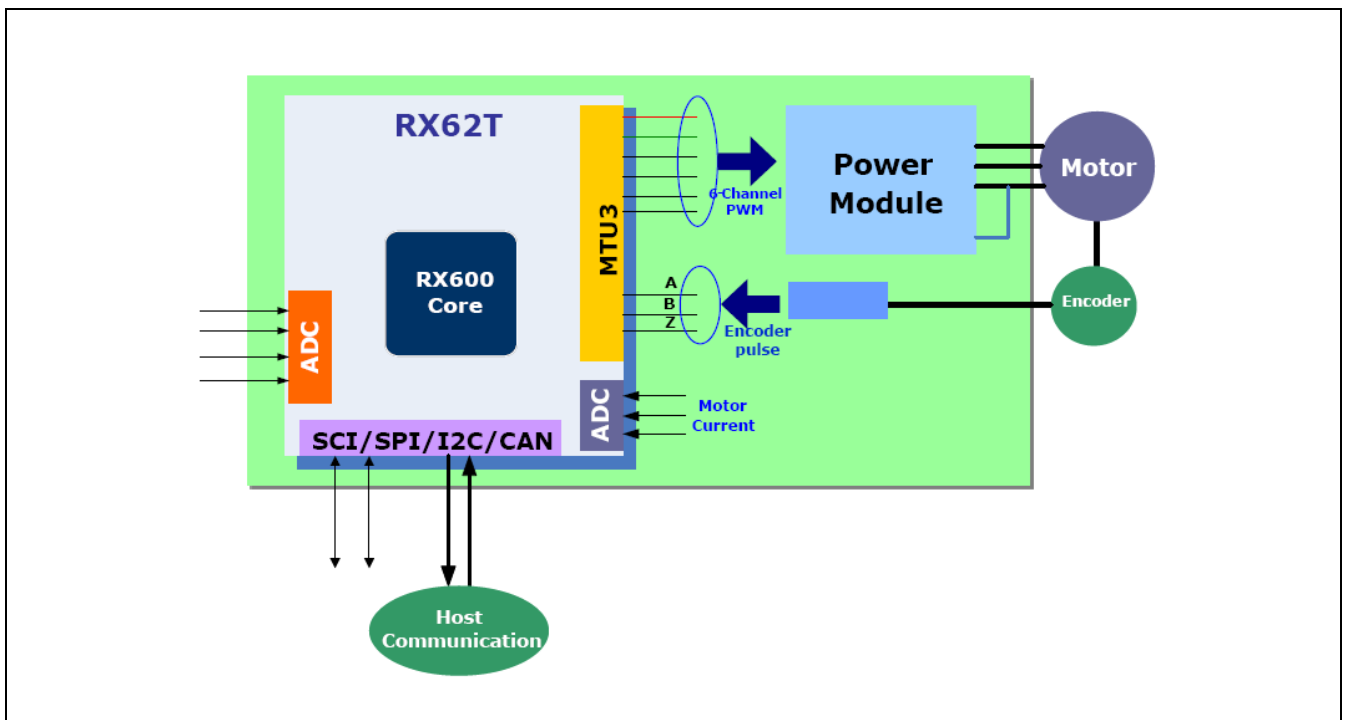 RX62T
MTU3
RX600
Core
ADC
6-Channel
PWM
Power
Module
Motor
A
B
Z
Encoder
pulse
Encoder
ADC
Motor
Current
SCI/SPI/I2C/CAN
Host
Communication